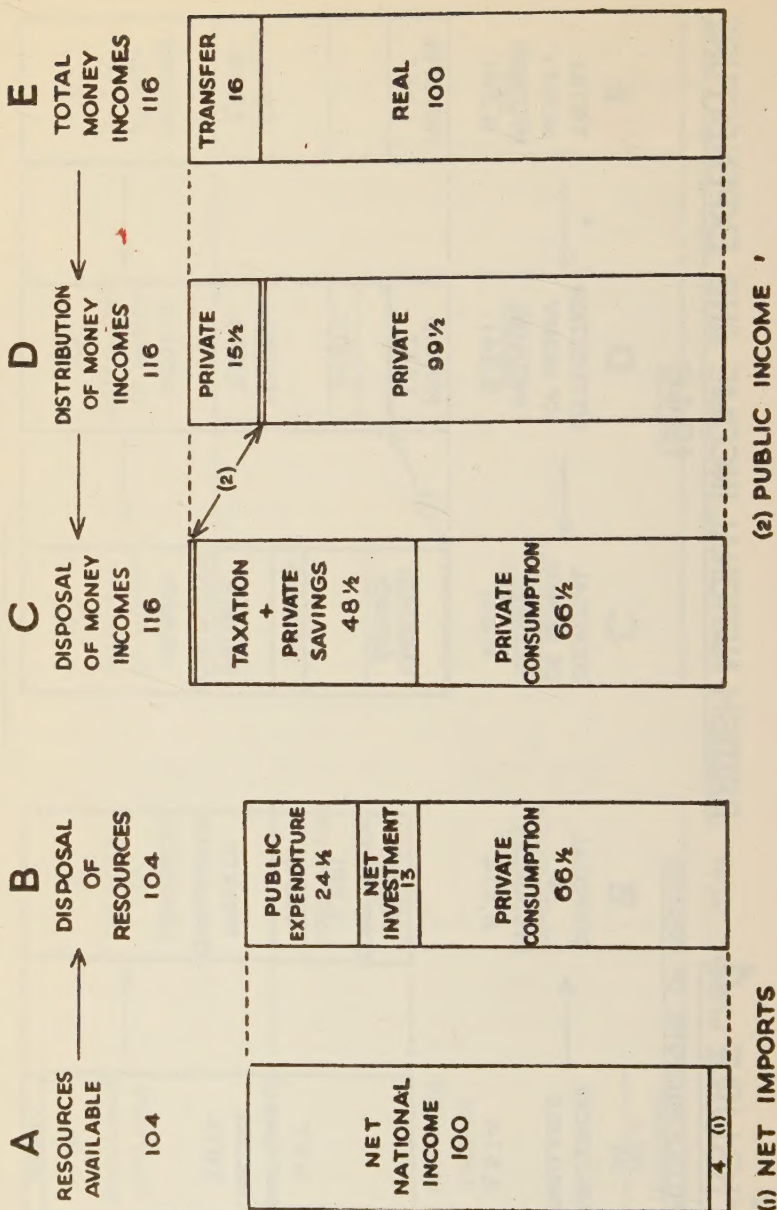 A
RESOURCES
AVAILABLE
104
NET
NATIONAL
INCOME
100
4 (1)
(1) NET IMPORTS
B
DISPOSAL
OF
RESOURCES
104
PUBLIC
EXPENDITURE
24½
NET
INVESTMENT
13
PRIVATE
CONSUMPTION
66½
C
DISPOSAL
OF MONEY
INCOMES
116
TAXATION
+
PRIVATE
SAVINGS
48½
PRIVATE
CONSUMPTION
66½
(2)
D
DISTRIBUTION
OF MONEY
INCOMES
116
PRIVATE
15½
PRIVATE
99½
(2) PUBLIC INCOME
E
TOTAL
MONEY
INCOMES
116
TRANSFER
16
REAL
100